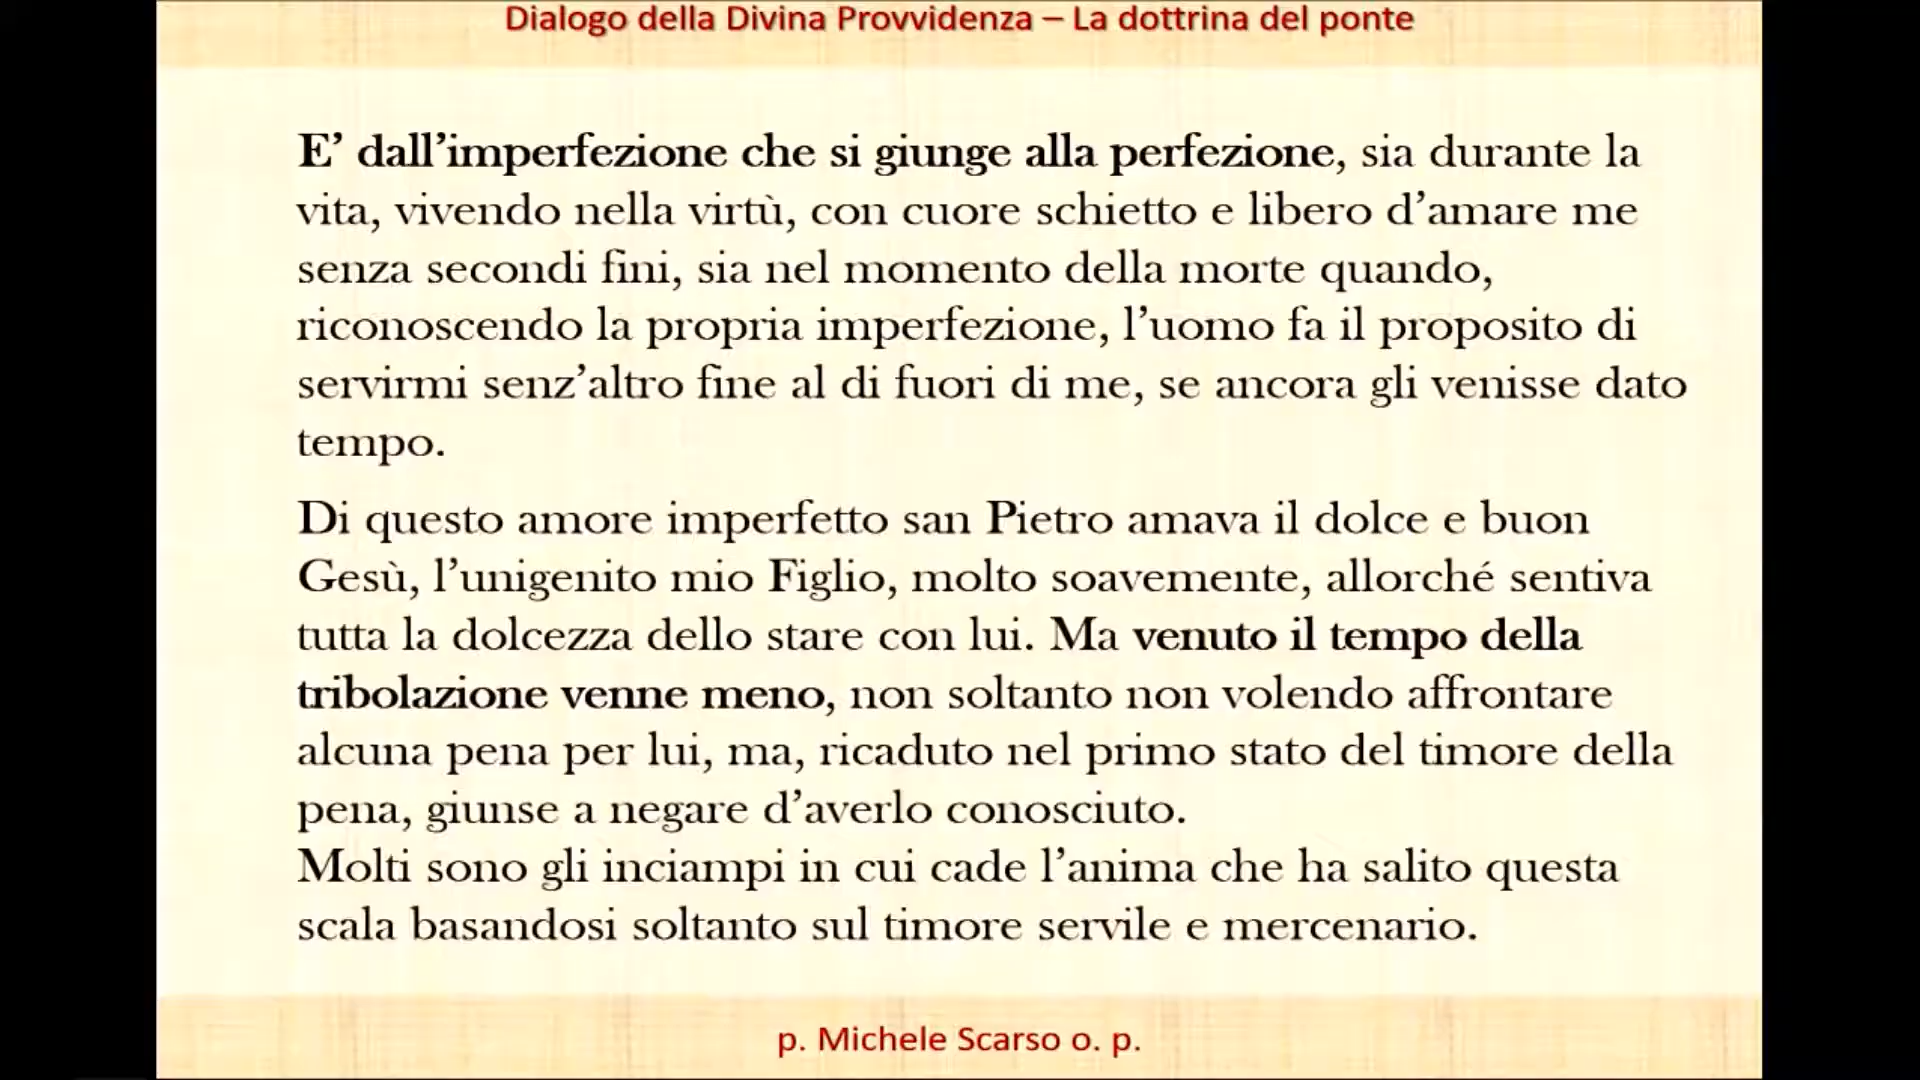 Dialogo della Divina Provvidenza – La dottrina del ponte
E’ dall’imperfezione che si giunge alla perfezione, sia durante la
vita, vivendo nella virtù, con cuore schietto e libero d’amare me
senza secondi fini, sia nel momento della morte quando,
riconoscendo la propria imperfezione, l’uomo fa il proposito di
servirmi senz’altro fine al di fuori di me, se ancora gli venisse dato
tempo.
Di questo amore imperfetto san Pietro amava il dolce e buon
Gesù, l’unigenito mio Figlio, molto soavemente, allorché sentiva
tutta la dolcezza dello stare con lui. Ma venuto il tempo della
tribolazione venne meno, non soltanto non volendo affrontare
alcuna pena per lui, ma, ricaduto nel primo stato del timore della
pena, giunse a negare d’averlo conosciuto.
Molti sono gli inciampi in cui cade l’anima che ha salito questa
scala basandosi soltanto sul timore servile e mercenario.
p. Michele Scarso o. p.